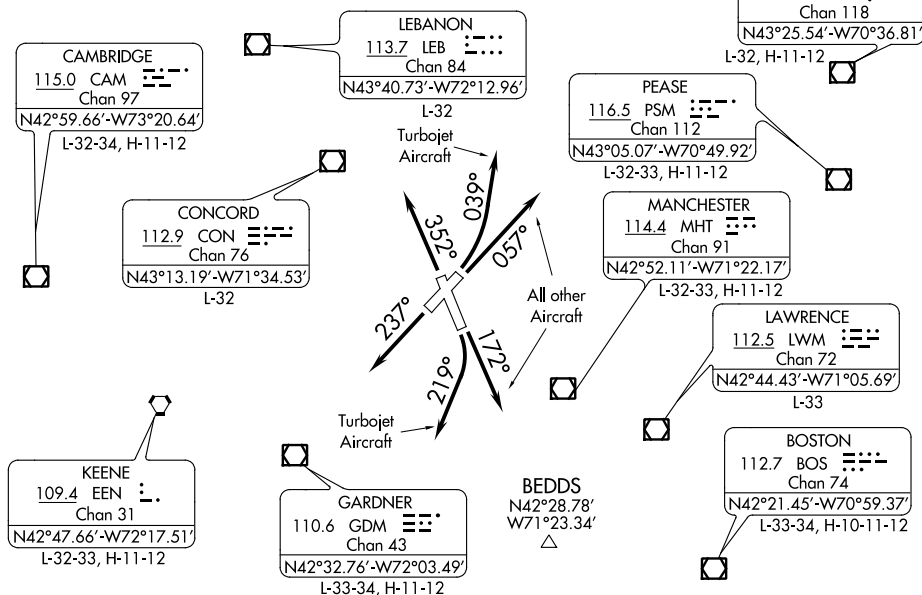 Chan 118
N43°25.54′-W70°36.81′
L-32, H-11-12
LEBANON
113.7 LEB
Chan 84
N43°40.73′-W72°12.96′
L-32
CAMBRIDGE
115.0 CAM
Chan 97
N42°59.66′-W73°20.64′
L-32-34, H-11-12
PEASE
116.5 PSM
Chan 112
N43°05.07′-W70°49.92′
L-32-33, H-11-12
Turbojet
Aircraft
CONCORD
112.9 CON
Chan 76
N43°13.19′-W71°34.53′
L-32
MANCHESTER
114.4 MHT
Chan 91
N42°52.11′-W71°22.17′
L-32-33, H-11-12
352°
039°
057°
237°
219°
172°
All other
Aircraft
Turbojet
Aircraft
LAWRENCE
112.5 LWM
Chan 72
N42°44.43′-W71°05.69′
L-33
KEENE
109.4 EEN
Chan 31
N42°47.66′-W72°17.51′
L-32-33, H-11-12
GARDNER
110.6 GDM
Chan 43
N42°32.76′-W72°03.49′
L-33-34, H-11-12
BEDDS
N42°28.78′
W71°23.34′
BOSTON
112.7 BOS
Chan 74
N42°21.45′-W70°59.37′
L-33-34, H-10-11-12